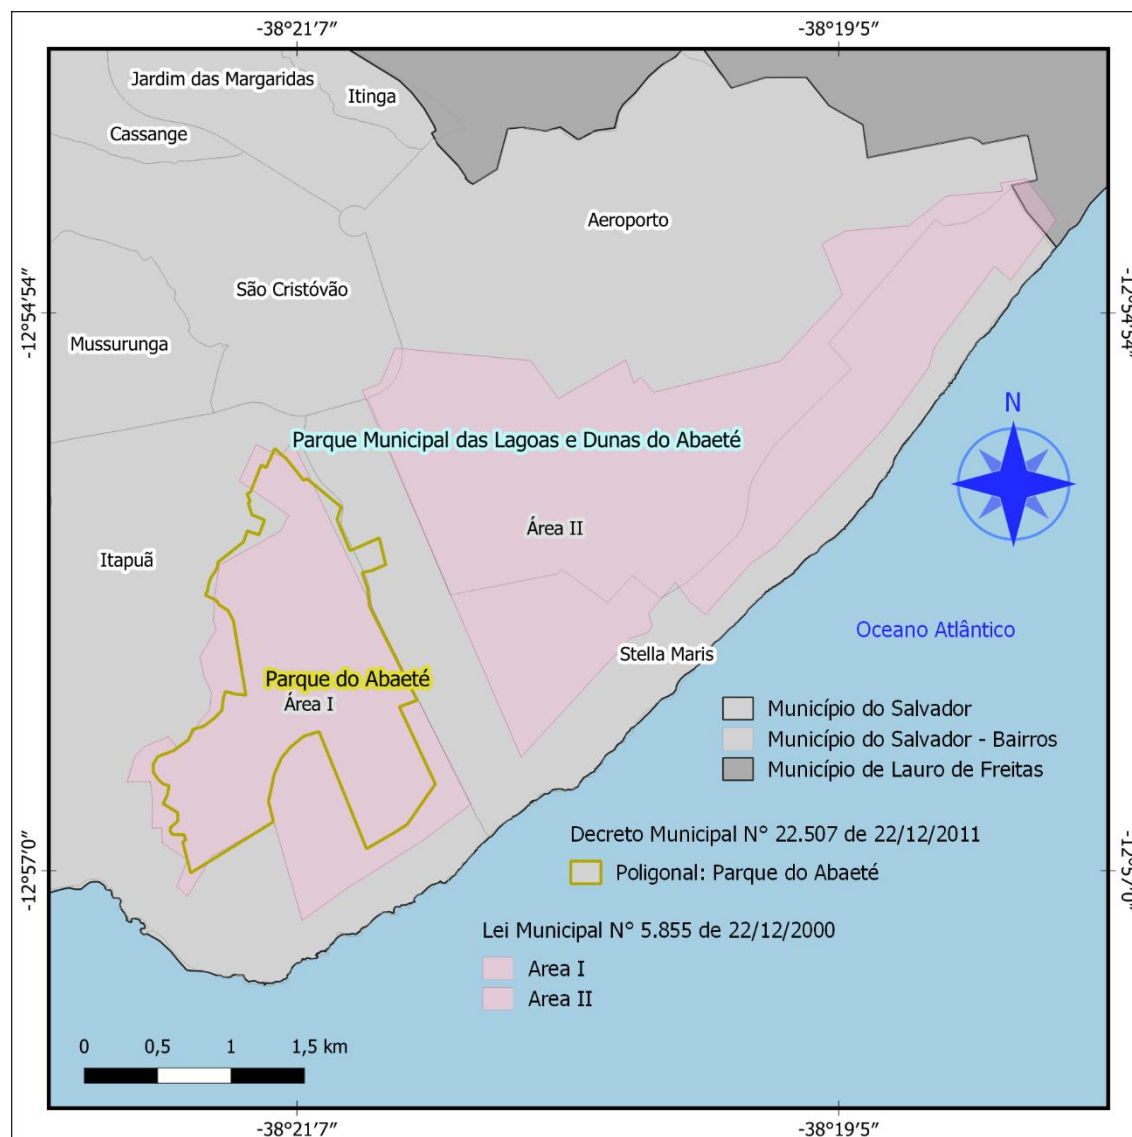 -38°21'7" -38°19'5"
Jardim das Margaridas
Itinga
Cassange
Aeroporto
São Cristóvão
-12°54'54" -12°54'54"
Mussurunga
N
Parque Municipal das Lagoas e Dunas do Abaeté
Área II
Itapuã
Oceano Atlântico
Stella Maris
Parque do Abaeté
Área I
Município do Salvador
Município do Salvador - Bairros
Município de Lauro de Freitas
Decreto Municipal N° 22.507 de 22/12/2011
Poligonal: Parque do Abaeté
-12°57'0" -12°57'0"
Lei Municipal N° 5.855 de 22/12/2000
Area I
Area II
0 0,5 1 1,5 km
-38°21'7" -38°19'5"